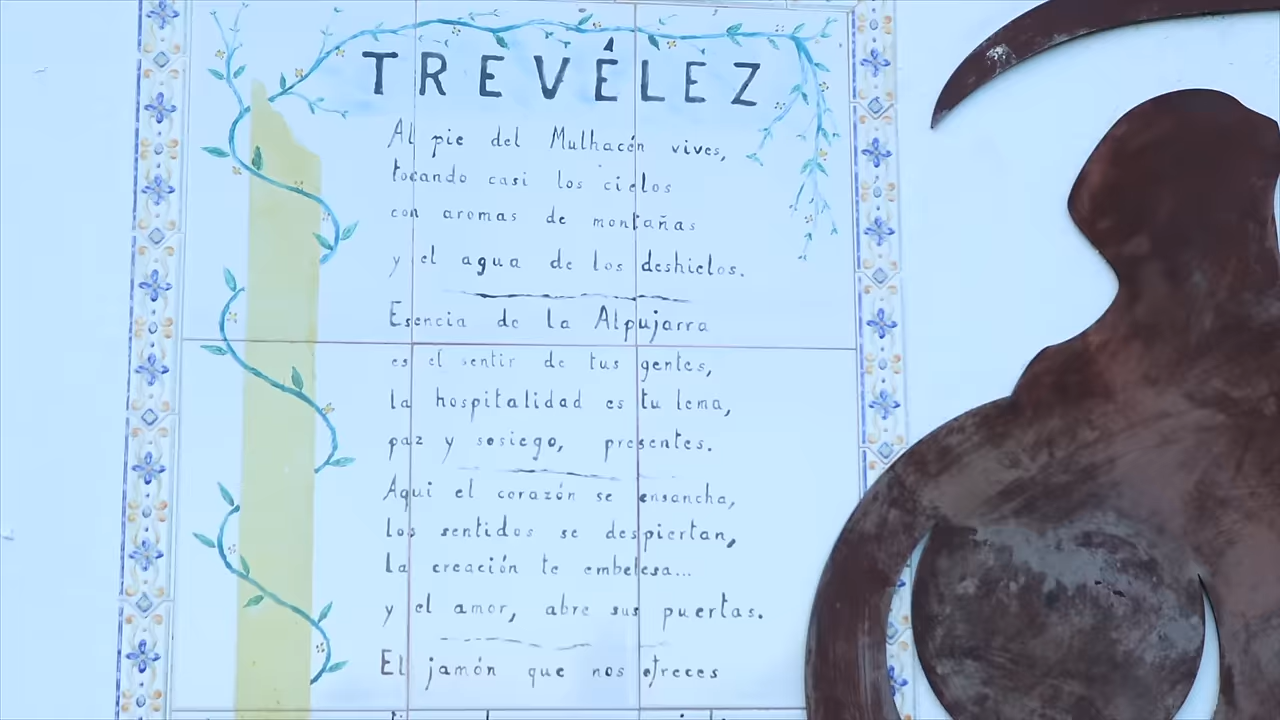 TREVÉLEZ
Al pie del Mulhacén vives,
tocando casi los cielos
con aromas de montañas
y el agua de los deshielos.
Esencia de la Alpujarra
es el sentir de tus gentes,
la hospitalidad es tu lema,
paz y sosiego, presentes.
Aqui el corazón se ensancha,
los sentidos se despiertan,
la creación te embelesa...
y el amor, abre sus puertas.
El jamón que nos ofreces